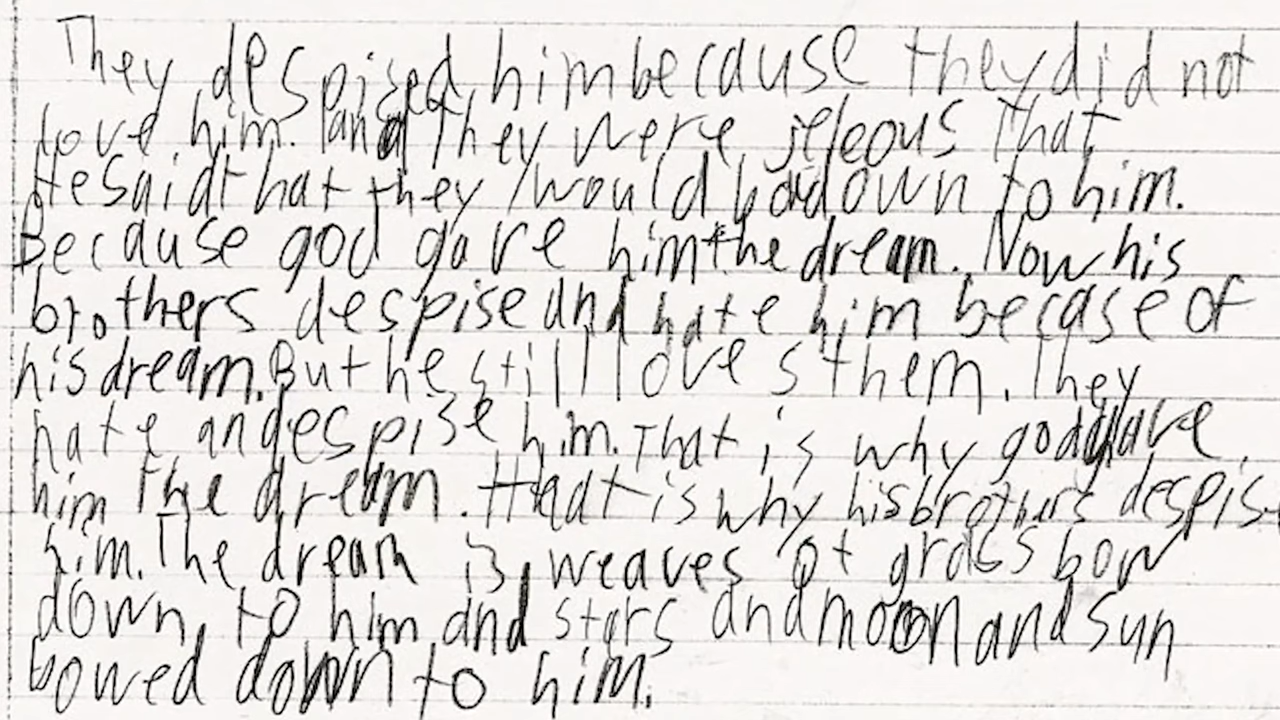 They despised him because they did not
love him. and they were jeleous That
He said that they would bowdown to him.
Because god gave him the dream. Now his
brothers despise and hate him becase of
his dream. But he still loves them. They
hate an despise him. That is why god gave
him The dream. That is why his brothers despis
him. The dream is weaves of grass bow
down to him and stars and moon and sun
bowed down to him.